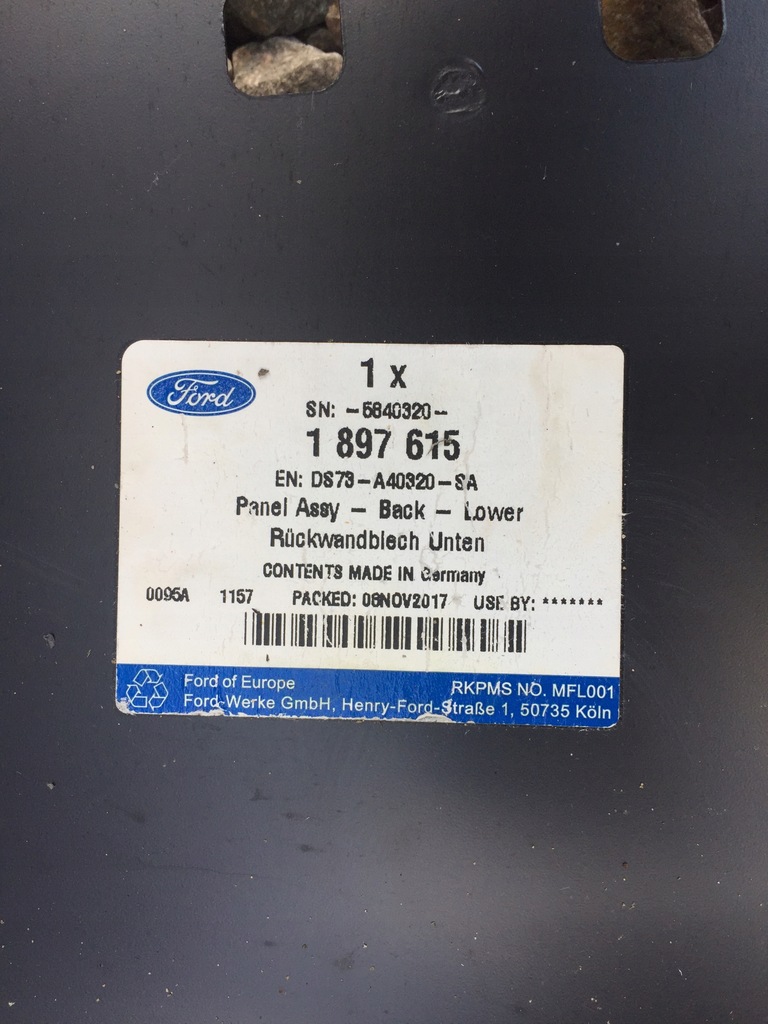 Ford
1 x
SN: -5840320-
1 897 615
EN: DS73-A40320-SA
Panel Assy - Back - Lower
Rückwandblech Unten
CONTENTS MADE IN Germany
0095A 1157 PACKED: 06NOV2017 USE BY: *******
Ford of Europe RKPMS NO. MFL001
Ford-Werke GmbH, Henry-Ford-Straße 1, 50735 Köln